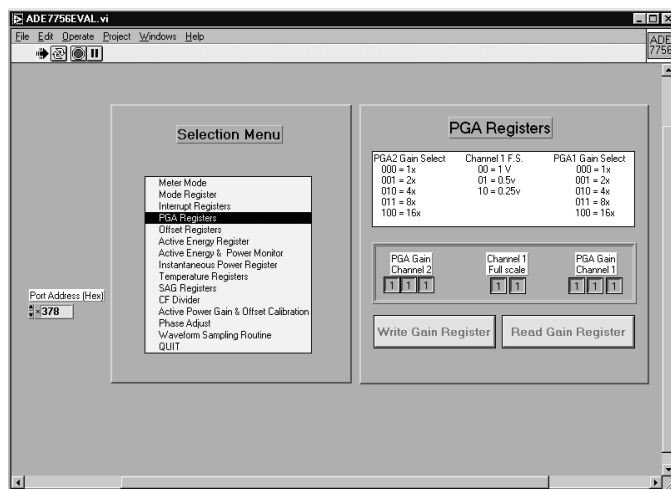 ADE7756EVAL.vi
File Edit Operate Project Windows Help
ADE
7756
Selection Menu
Meter Mode
Mode Register
Interrupt Registers
PGA Registers
Offset Registers
Active Energy Register
Active Energy & Power Monitor
Instantaneous Power Register
Temperature Registers
SAG Registers
CF Divider
Active Power Gain & Offset Calibration
Phase Adjust
Waveform Sampling Routine
QUIT
Port Address (Hex)
×378
PGA Registers
PGA2 Gain Select Channel 1 F.S. PGA1 Gain Select
000 = 1x 00 = 1 V 000 = 1x
001 = 2x 01 = 0.5v 001 = 2x
010 = 4x 10 = 0.25v 010 = 4x
011 = 8x 011 = 8x
100 = 16x 100 = 16x
PGA Gain Channel 1 PGA Gain
Channel 2 Full scale Channel 1
1 1 1 1 1 1 1 1
Write Gain Register Read Gain Register